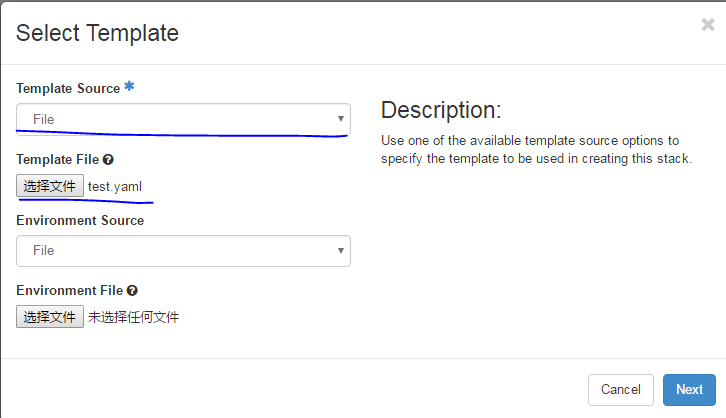 Select Template
×
Template Source *
File
Template File ?
选择文件 test.yaml
Environment Source
File
Environment File ?
选择文件 未选择任何文件
Description:
Use one of the available template source options to
specify the template to be used in creating this stack.
Cancel
Next